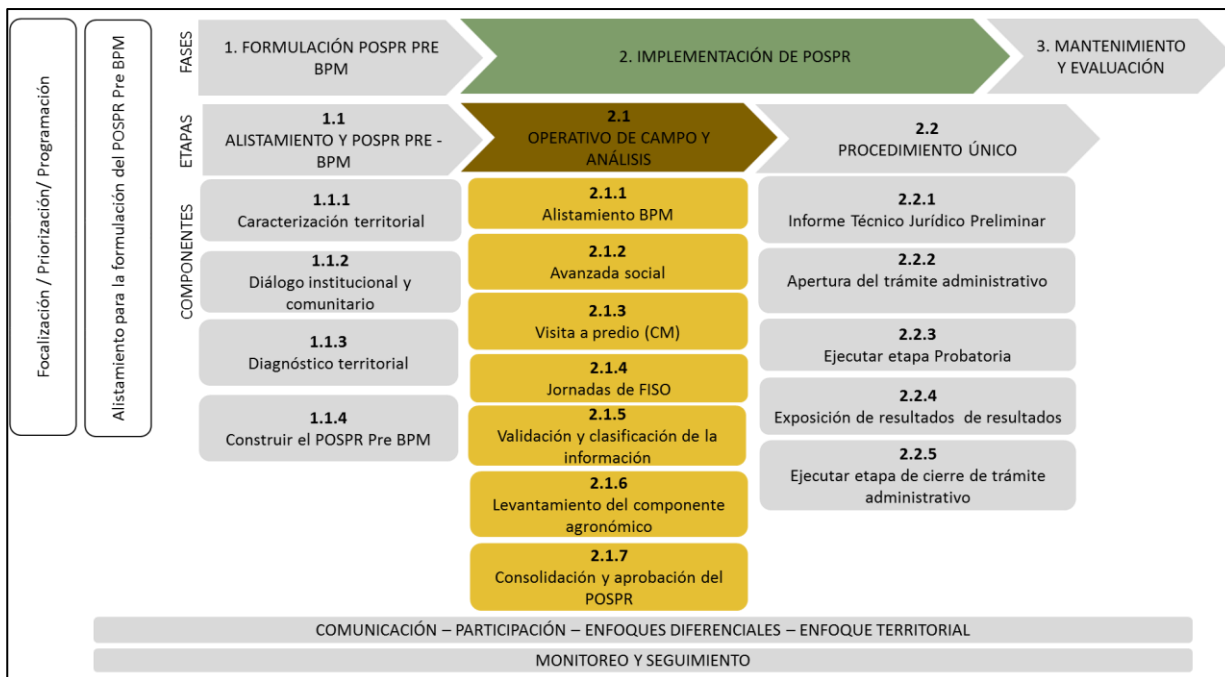 Focalización / Priorización/ Programación
Alistamiento para la formulación del POSPR Pre BPM
FASES
1. FORMULACIÓN POSPR PRE
BPM
2. IMPLEMENTACIÓN DE POSPR
3. MANTENIMIENTO
Y EVALUACIÓN
ETAPAS
1.1
ALISTAMIENTO Y POSPR PRE -
BPM
2.1
OPERATIVO DE CAMPO Y
ANÁLISIS
2.2
PROCEDIMIENTO ÚNICO
COMPONENTES
1.1.1
Caracterización territorial
1.1.2
Diálogo institucional y
comunitario
1.1.3
Diagnóstico territorial
1.1.4
Construir el POSPR Pre BPM
2.1.1
Alistamiento BPM
2.1.2
Avanzada social
2.1.3
Visita a predio (CM)
2.1.4
Jornadas de FISO
2.1.5
Validación y clasificación de la
información
2.1.6
Levantamiento del componente
agronómico
2.1.7
Consolidación y aprobación del
POSPR
2.2.1
Informe Técnico Jurídico Preliminar
2.2.2
Apertura del trámite administrativo
2.2.3
Ejecutar etapa Probatoria
2.2.4
Exposición de resultados de resultados
2.2.5
Ejecutar etapa de cierre de trámite
administrativo
COMUNICACIÓN – PARTICIPACIÓN – ENFOQUES DIFERENCIALES – ENFOQUE TERRITORIAL
MONITOREO Y SEGUIMIENTO